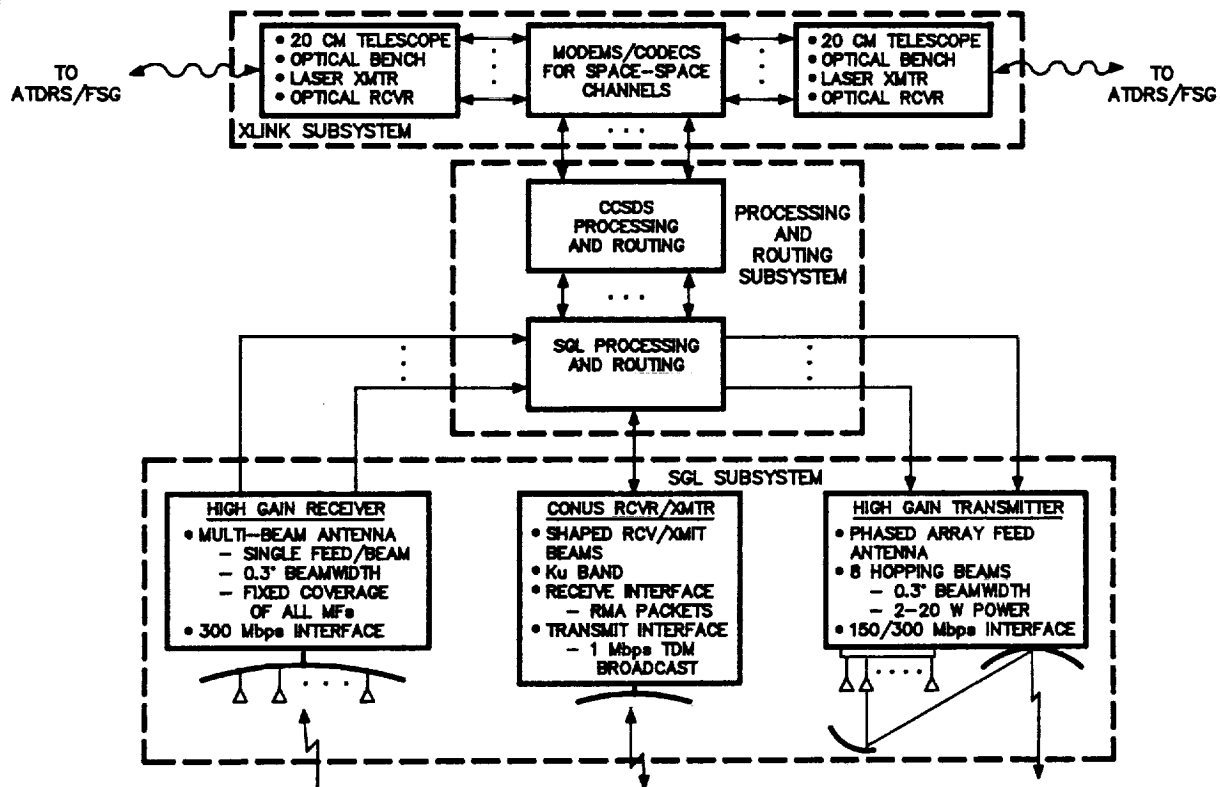 • 20 CM TELESCOPE
• OPTICAL BENCH
• LASER XMTR
• OPTICAL RCVR
MODEMS/CODECS
FOR SPACE-SPACE
CHANNELS
• 20 CM TELESCOPE
• OPTICAL BENCH
• LASER XMTR
• OPTICAL RCVR
TO
ATDRS/FSG
TO
ATDRS/FSG
XLINK SUBSYSTEM
CCSDS
PROCESSING
AND ROUTING
PROCESSING
AND
ROUTING
SUBSYSTEM
SGL PROCESSING
AND ROUTING
SGL SUBSYSTEM
HIGH GAIN RECEIVER
• MULTI-BEAM ANTENNA
– SINGLE FEED/BEAM
– 0.3° BEAMWIDTH
– FIXED COVERAGE
OF ALL MFs
• 300 Mbps INTERFACE
CONUS RCVR/XMTR
• SHAPED RCV/XMIT
BEAMS
• Ku BAND
• RECEIVE INTERFACE
– RMA PACKETS
• TRANSMIT INTERFACE
– 1 Mbps TDM
BROADCAST
HIGH GAIN TRANSMITTER
• PHASED ARRAY FEED
ANTENNA
• 8 HOPPING BEAMS
– 0.3° BEAMWIDTH
– 2-20 W POWER
• 150/300 Mbps INTERFACE